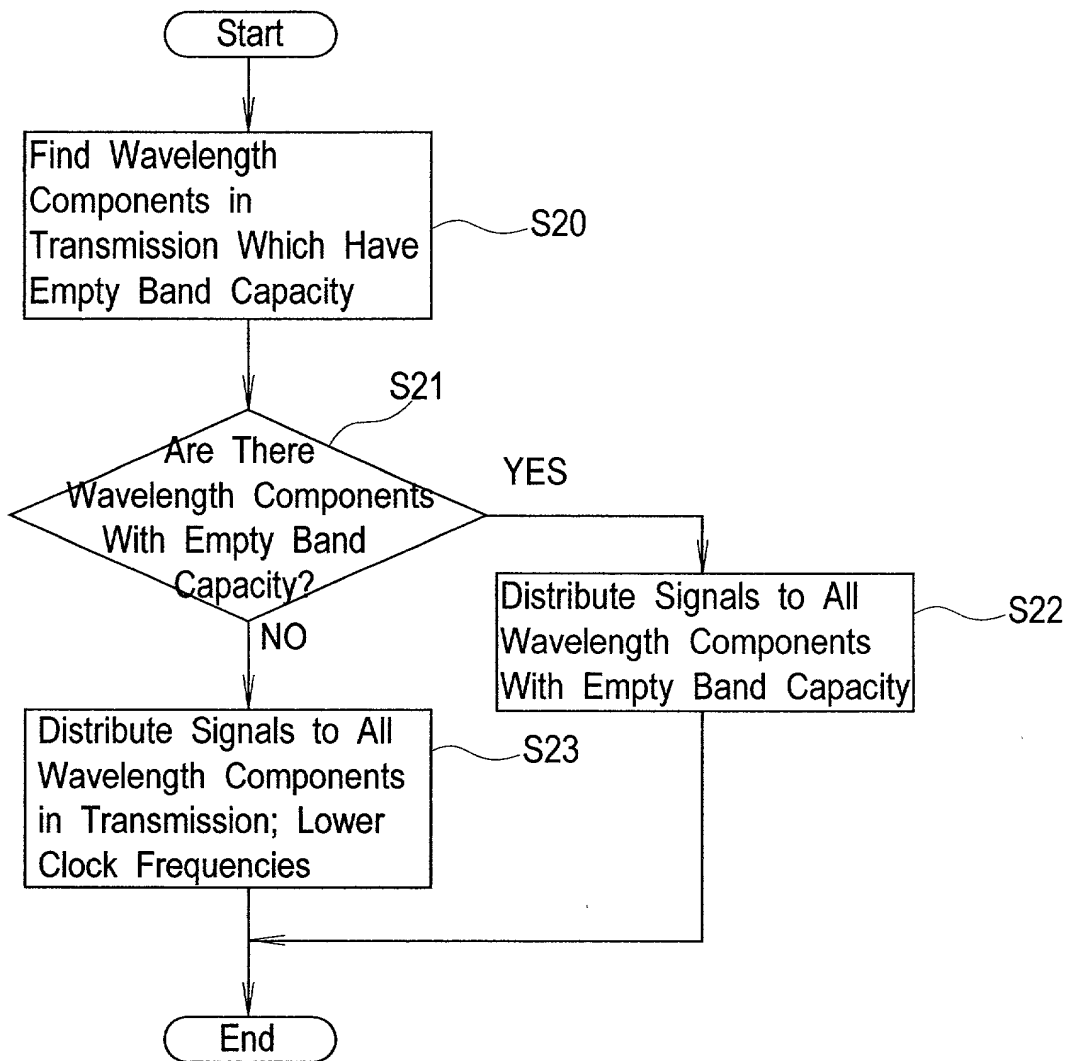 Start
Find Wavelength
Components in
Transmission Which Have
Empty Band Capacity
S20
S21
Are There
Wavelength Components
With Empty Band
Capacity?
YES
NO
Distribute Signals to All
Wavelength Components
With Empty Band Capacity
S22
Distribute Signals to All
Wavelength Components
in Transmission; Lower
Clock Frequencies
S23
End